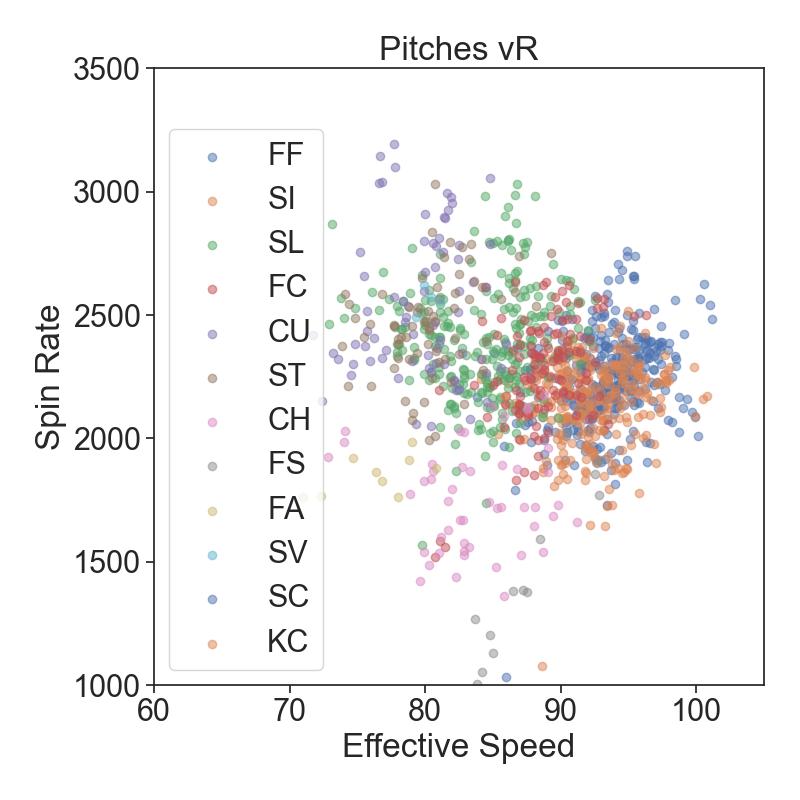 Pitches vR
3500
3000
2500
2000
1500
1000
Spin Rate
FF
SI
SL
FC
CU
ST
CH
FS
FA
SV
SC
KC
60 70 80 90 100
Effective Speed